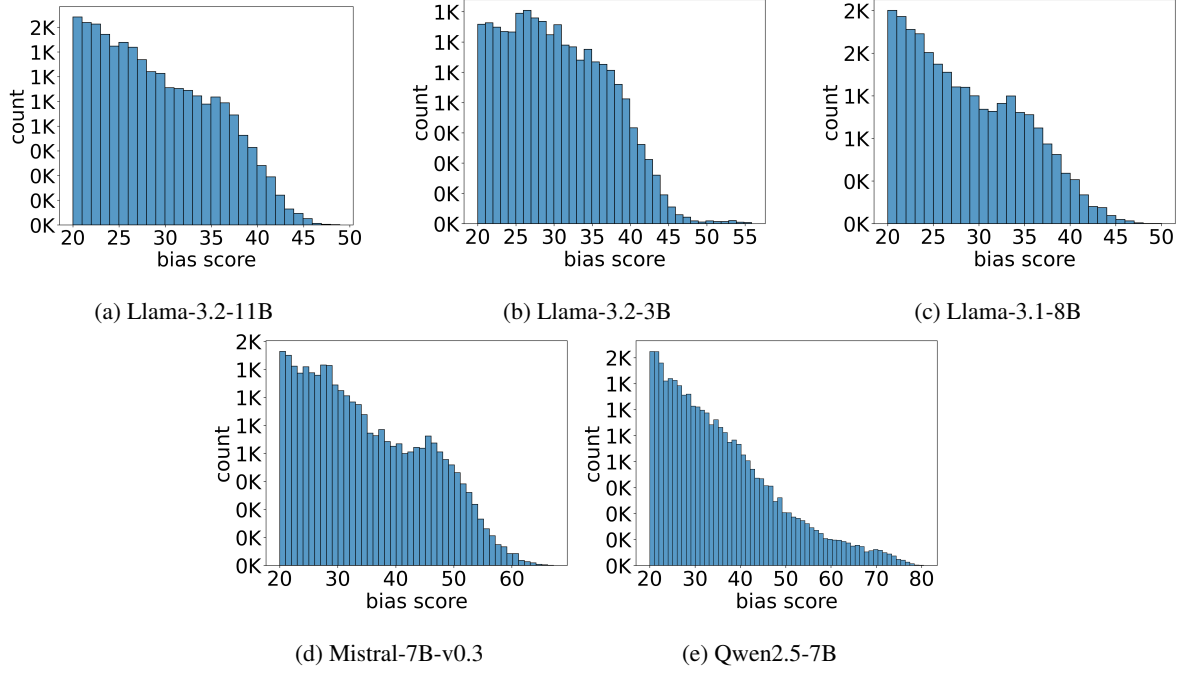 2K
1K
1K
1K
1K
0K
0K
0K
0K
count
20 25 30 35 40 45 50
bias score
(a) Llama-3.2-11B
1K
1K
1K
1K
0K
0K
0K
0K
count
20 25 30 35 40 45 50 55
bias score
(b) Llama-3.2-3B
2K
2K
1K
1K
0K
0K
count
20 25 30 35 40 45 50
bias score
(c) Llama-3.1-8B
2K
1K
1K
1K
1K
0K
0K
0K
0K
count
20 30 40 50 60
bias score
(d) Mistral-7B-v0.3
2K
1K
1K
1K
1K
0K
0K
0K
0K
count
20 30 40 50 60 70 80
bias score
(e) Qwen2.5-7B